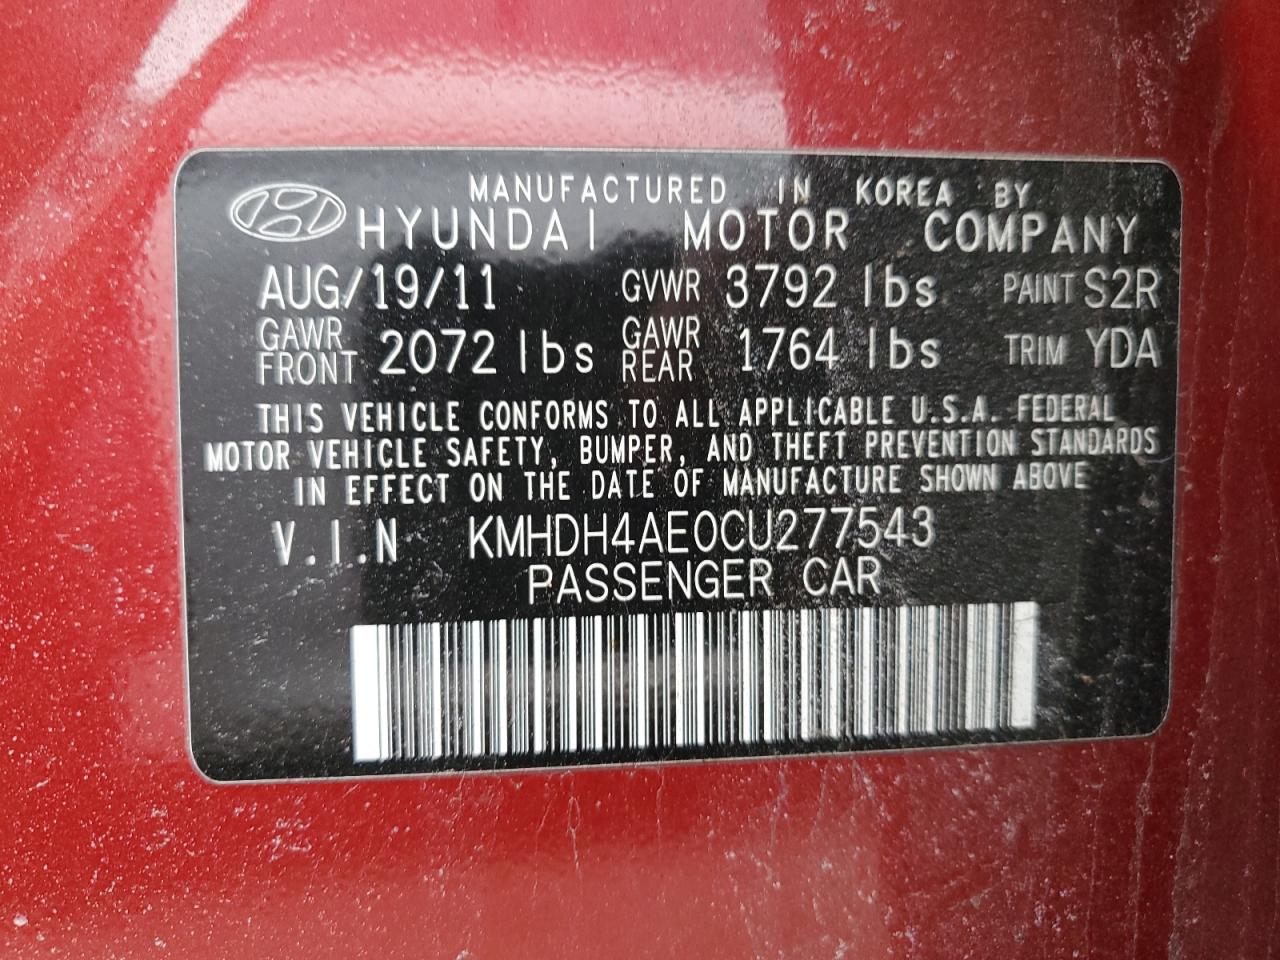 MANUFACTURED IN KOREA BY
HYUNDAI MOTOR COMPANY
AUG/19/11 GVWR 3792 lbs PAINT S2R
GAWR FRONT 2072 lbs GAWR REAR 1764 lbs TRIM YDA
THIS VEHICLE CONFORMS TO ALL APPLICABLE U.S.A. FEDERAL
MOTOR VEHICLE SAFETY, BUMPER, AND THEFT PREVENTION STANDARDS
IN EFFECT ON THE DATE OF MANUFACTURE SHOWN ABOVE
V.I.N KMHDH4AE0CU277543
PASSENGER CAR